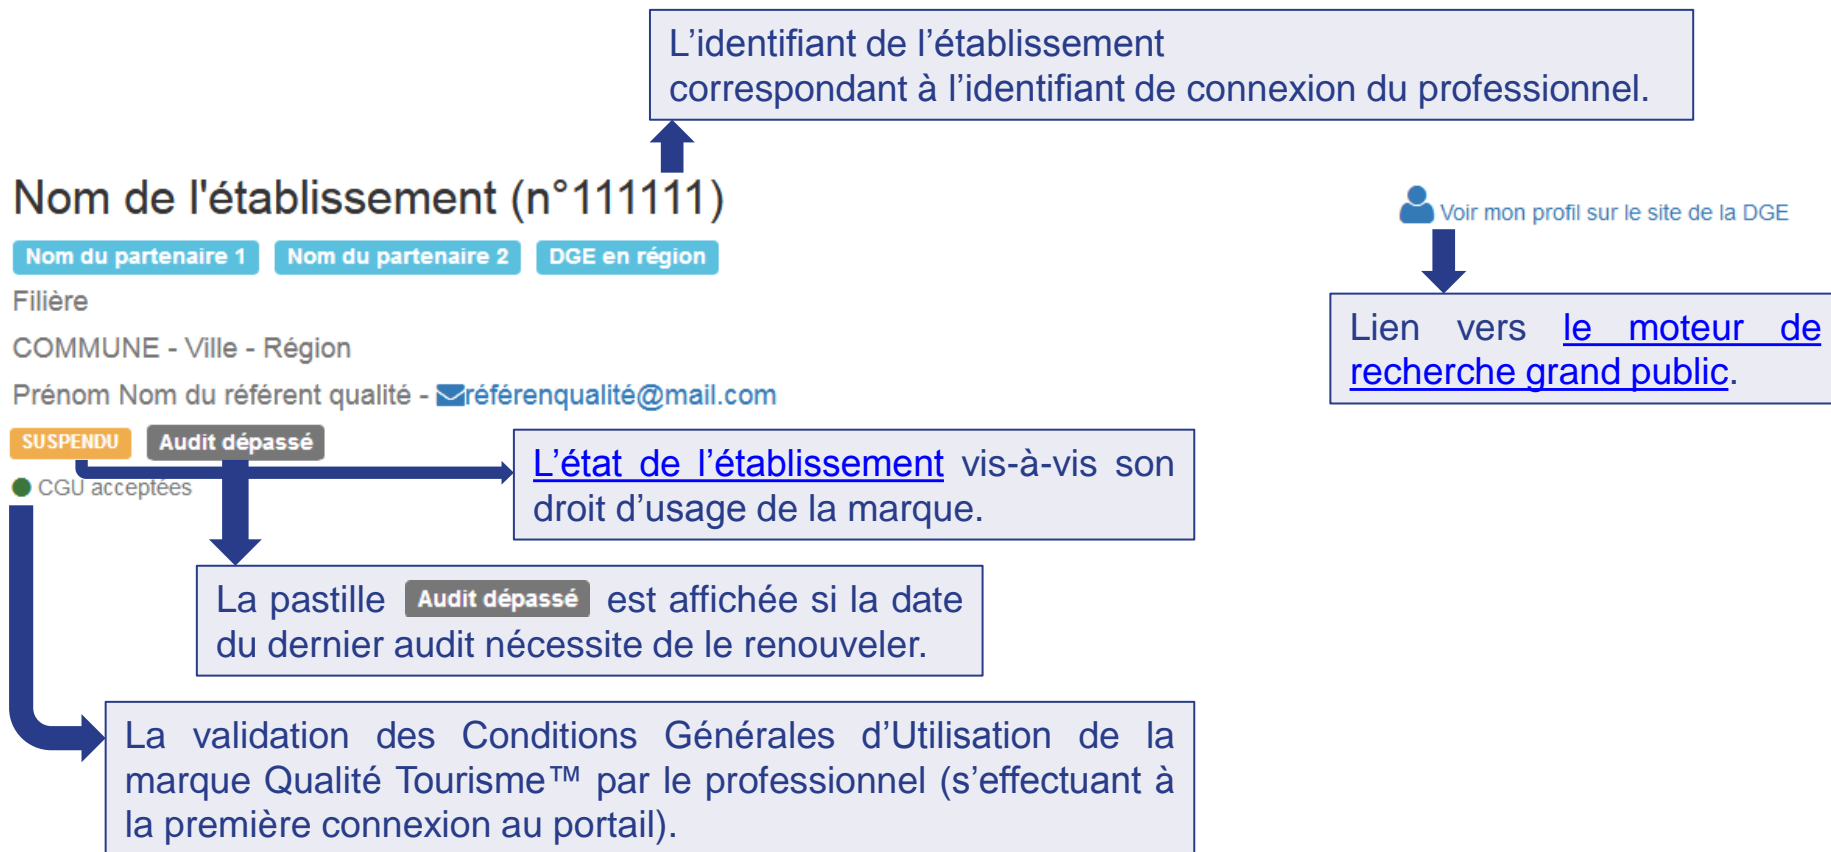 L’identifiant de l’établissement
correspondant à l’identifiant de connexion du professionnel.
Nom de l'établissement (n°111111)
Voir mon profil sur le site de la DGE
Nom du partenaire 1 Nom du partenaire 2 DGE en région
Filière
COMMUNE - Ville - Région
Lien vers le moteur de
recherche grand public.
Prénom Nom du référent qualité - référenqualité@mail.com
SUSPENDU Audit dépassé
CGU acceptées
L’état de l’établissement vis-à-vis son
droit d’usage de la marque.
La pastille Audit dépassé est affichée si la date
du dernier audit nécessite de le renouveler.
La validation des Conditions Générales d’Utilisation de la
marque Qualité Tourisme™ par le professionnel (s’effectuant à
la première connexion au portail).